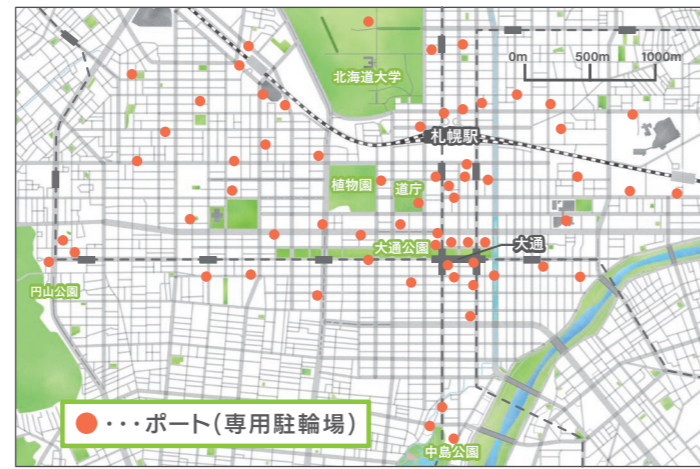 0m 500m 1000m
北海道大学
札幌駅
植物園
道庁
大通公園
大通
円山公園
●・・・ポート(専用駐輪場)
中島公園